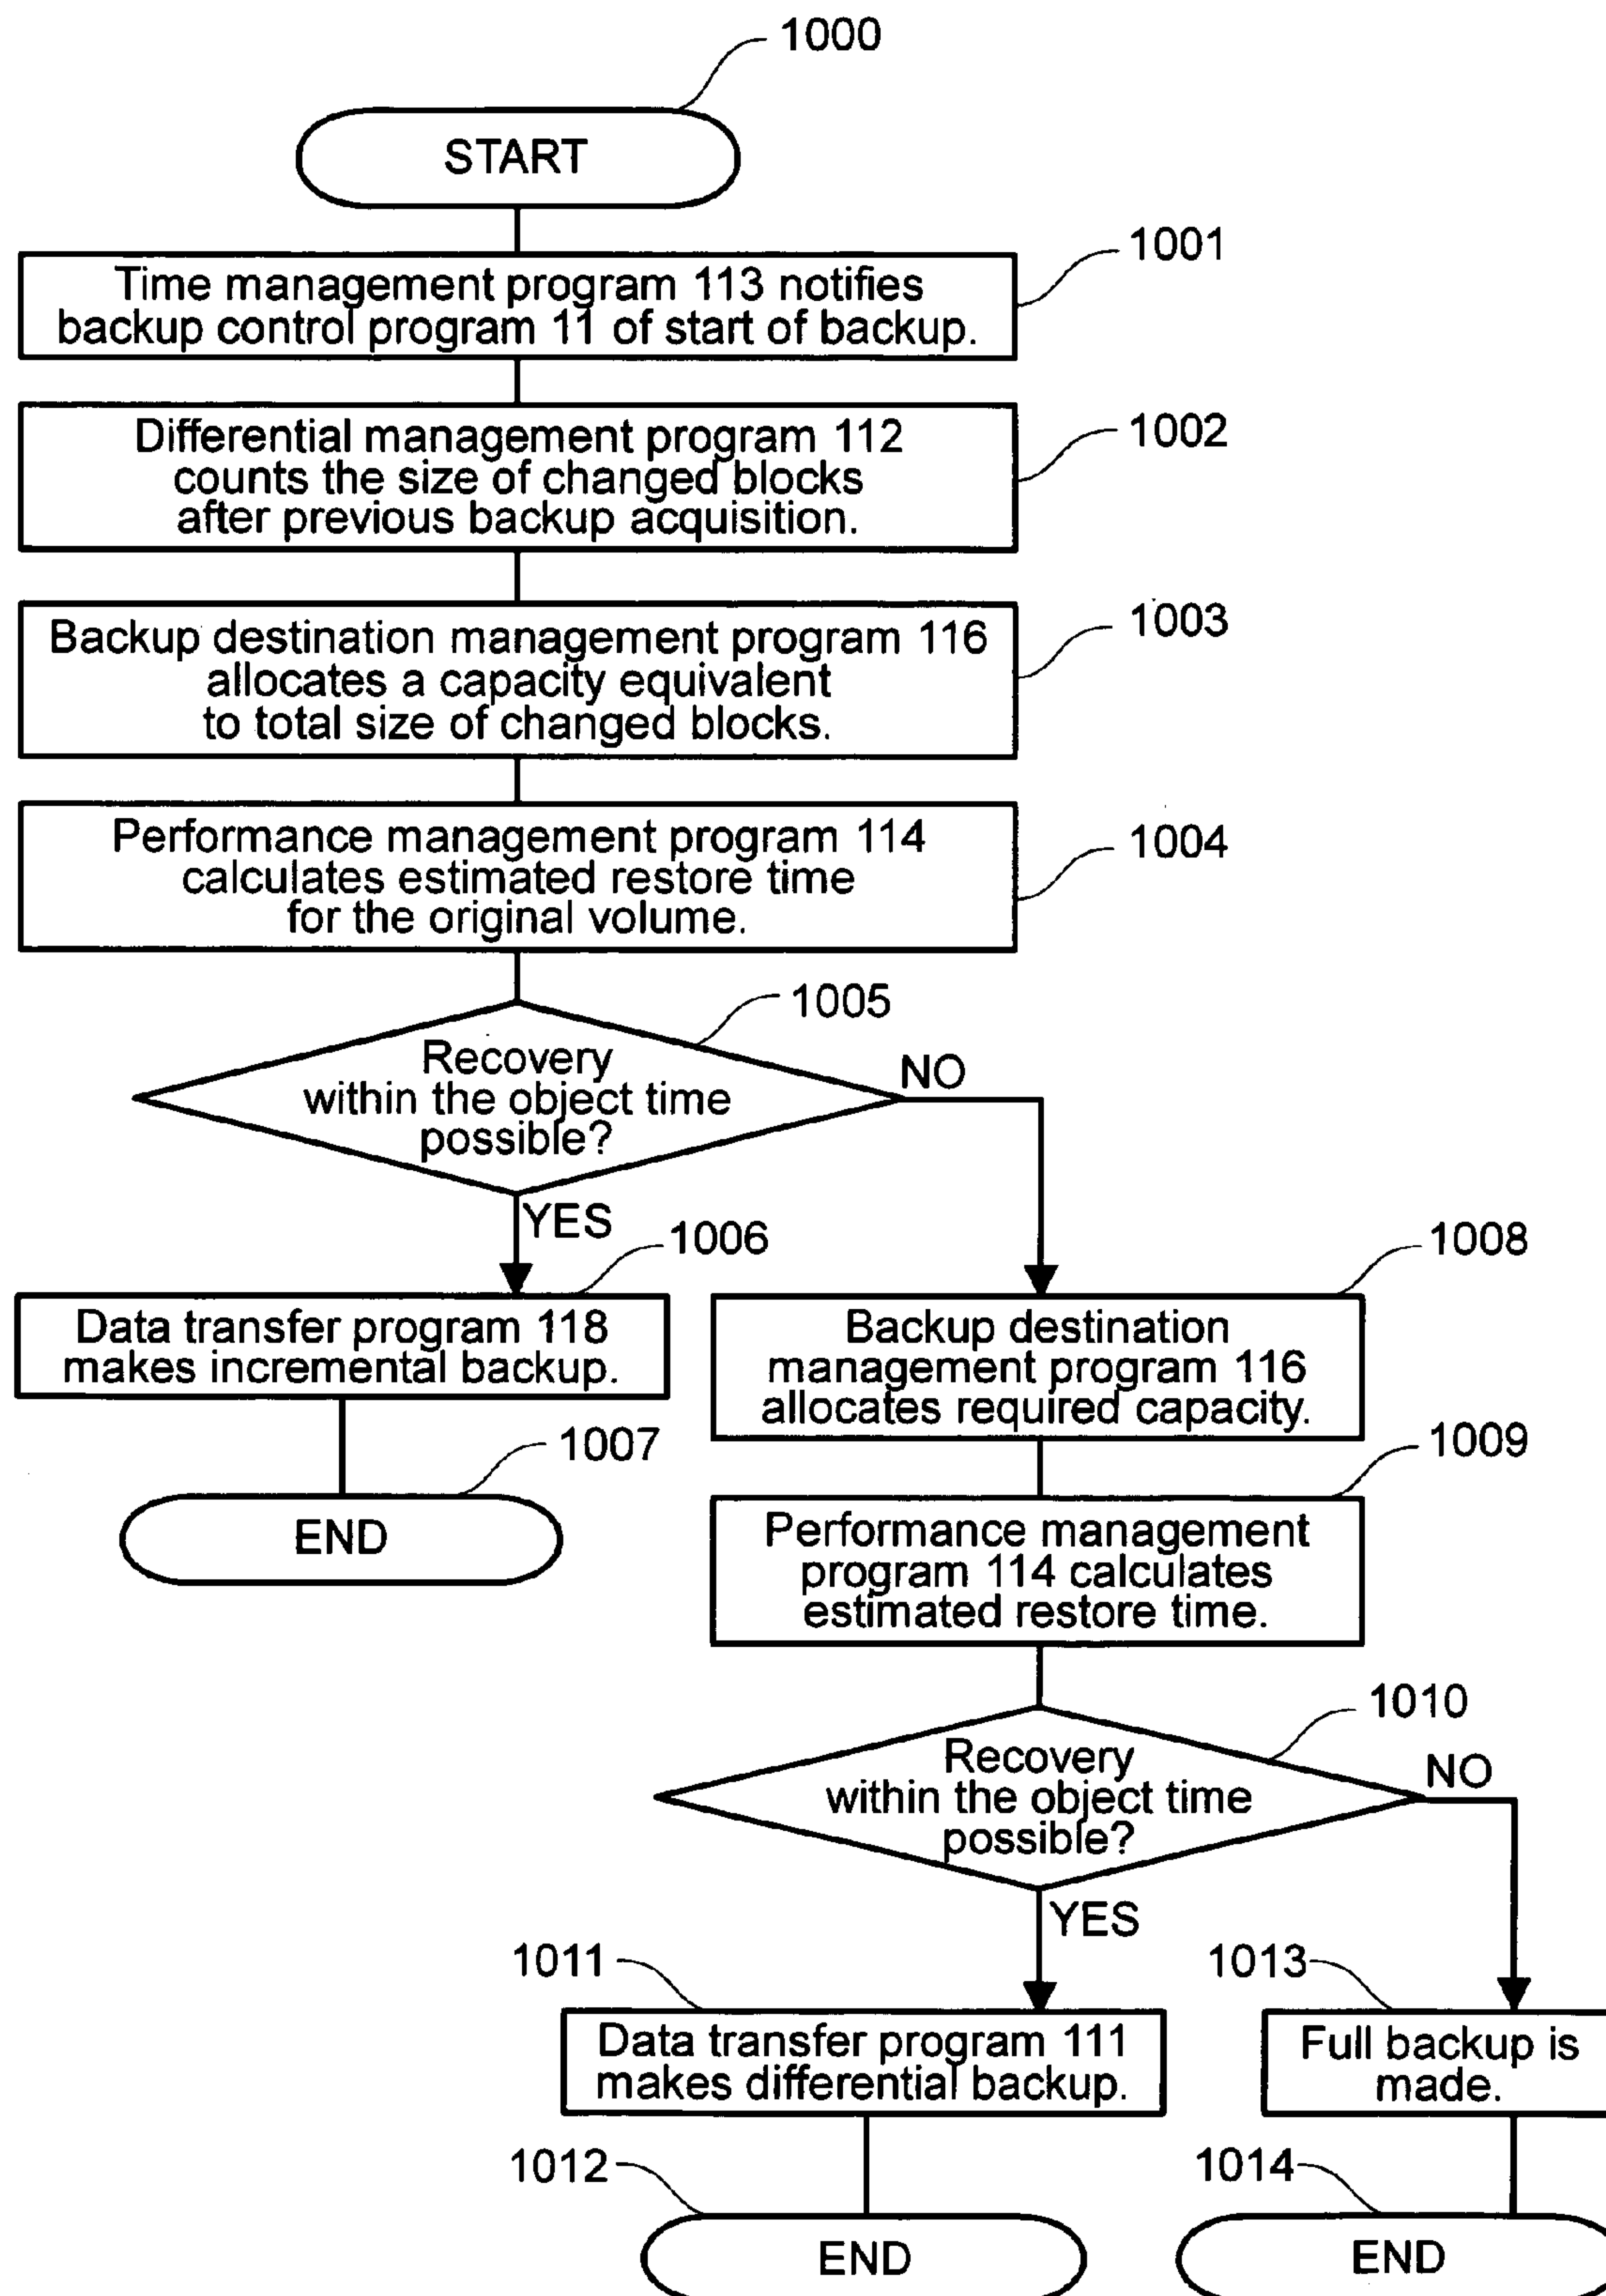 1000
START
1001
Time management program 113 notifies
backup control program 11 of start of backup.
1002
Differential management program 112
counts the size of changed blocks
after previous backup acquisition.
1003
Backup destination management program 116
allocates a capacity equivalent
to total size of changed blocks.
1004
Performance management program 114
calculates estimated restore time
for the original volume.
1005
Recovery
within the object time
possible?
NO
YES
1006
Data transfer program 118
makes incremental backup.
1007
END
1008
Backup destination
management program 116
allocates required capacity.
1009
Performance management
program 114 calculates
estimated restore time.
1010
Recovery
within the object time
possible?
NO
YES
1011
Data transfer program 111
makes differential backup.
1012
END
1013
Full backup is
made.
1014
END